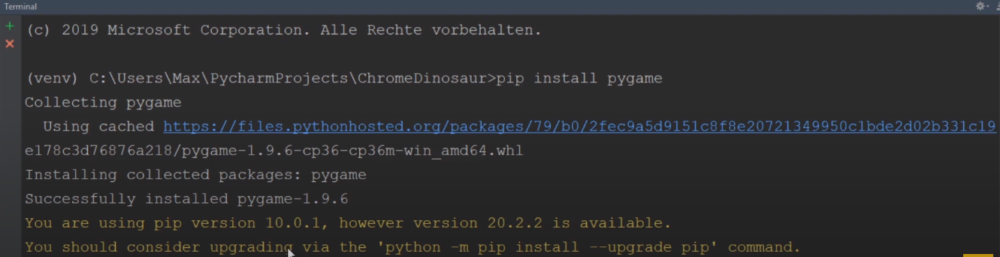 Terminal
(c) 2019 Microsoft Corporation. Alle Rechte vorbehalten.
(venv) C:\Users\Max\PycharmProjects\ChromeDinosaur>pip install pygame
Collecting pygame
Using cached https://files.pythonhosted.org/packages/79/b0/2fec9a5d9151c8f8e20721349950c1bde2d02b331c19
e178c3d76876a218/pygame-1.9.6-cp36-cp36m-win_amd64.whl
Installing collected packages: pygame
Successfully installed pygame-1.9.6
You are using pip version 10.0.1, however version 20.2.2 is available.
You should consider upgrading via the 'python -m pip install --upgrade pip' command.